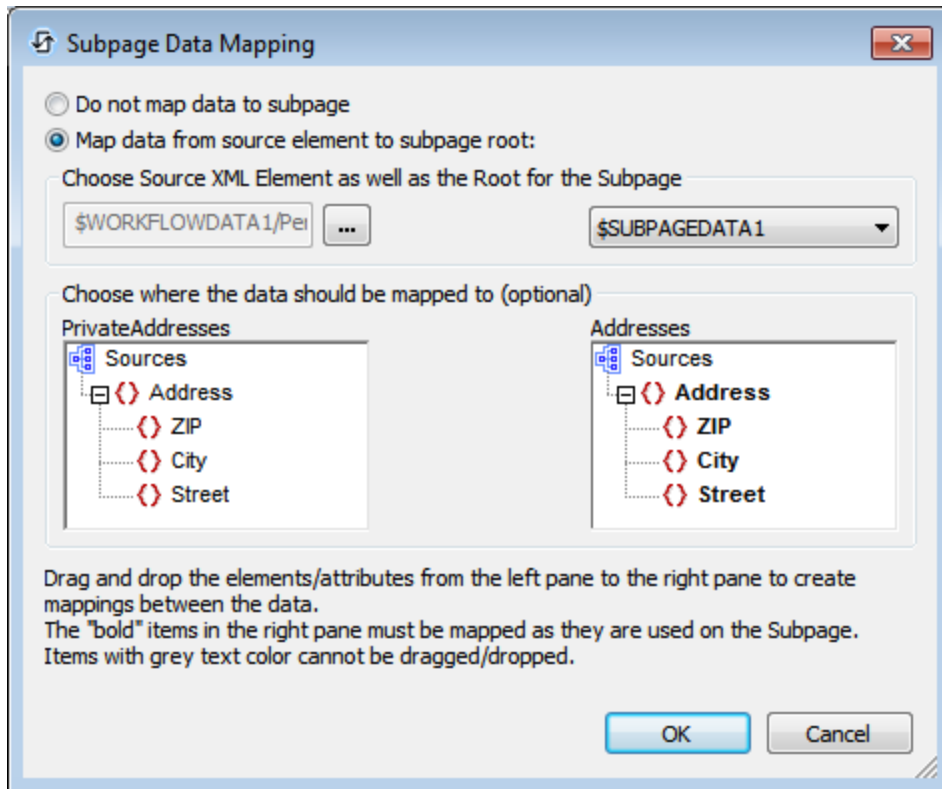 Subpage Data Mapping
Do not map data to subpage
Map data from source element to subpage root:
Choose Source XML Element as well as the Root for the Subpage
$WORKFLOWDATA1/Per ... $SUBPAGEDATA1
Choose where the data should be mapped to (optional)
PrivateAddresses Addresses
Sources Sources
Address Address
ZIP ZIP
City City
Street Street
Drag and drop the elements/attributes from the left pane to the right pane to create
mappings between the data.
The "bold" items in the right pane must be mapped as they are used on the Subpage.
Items with grey text color cannot be dragged/dropped.
OK Cancel